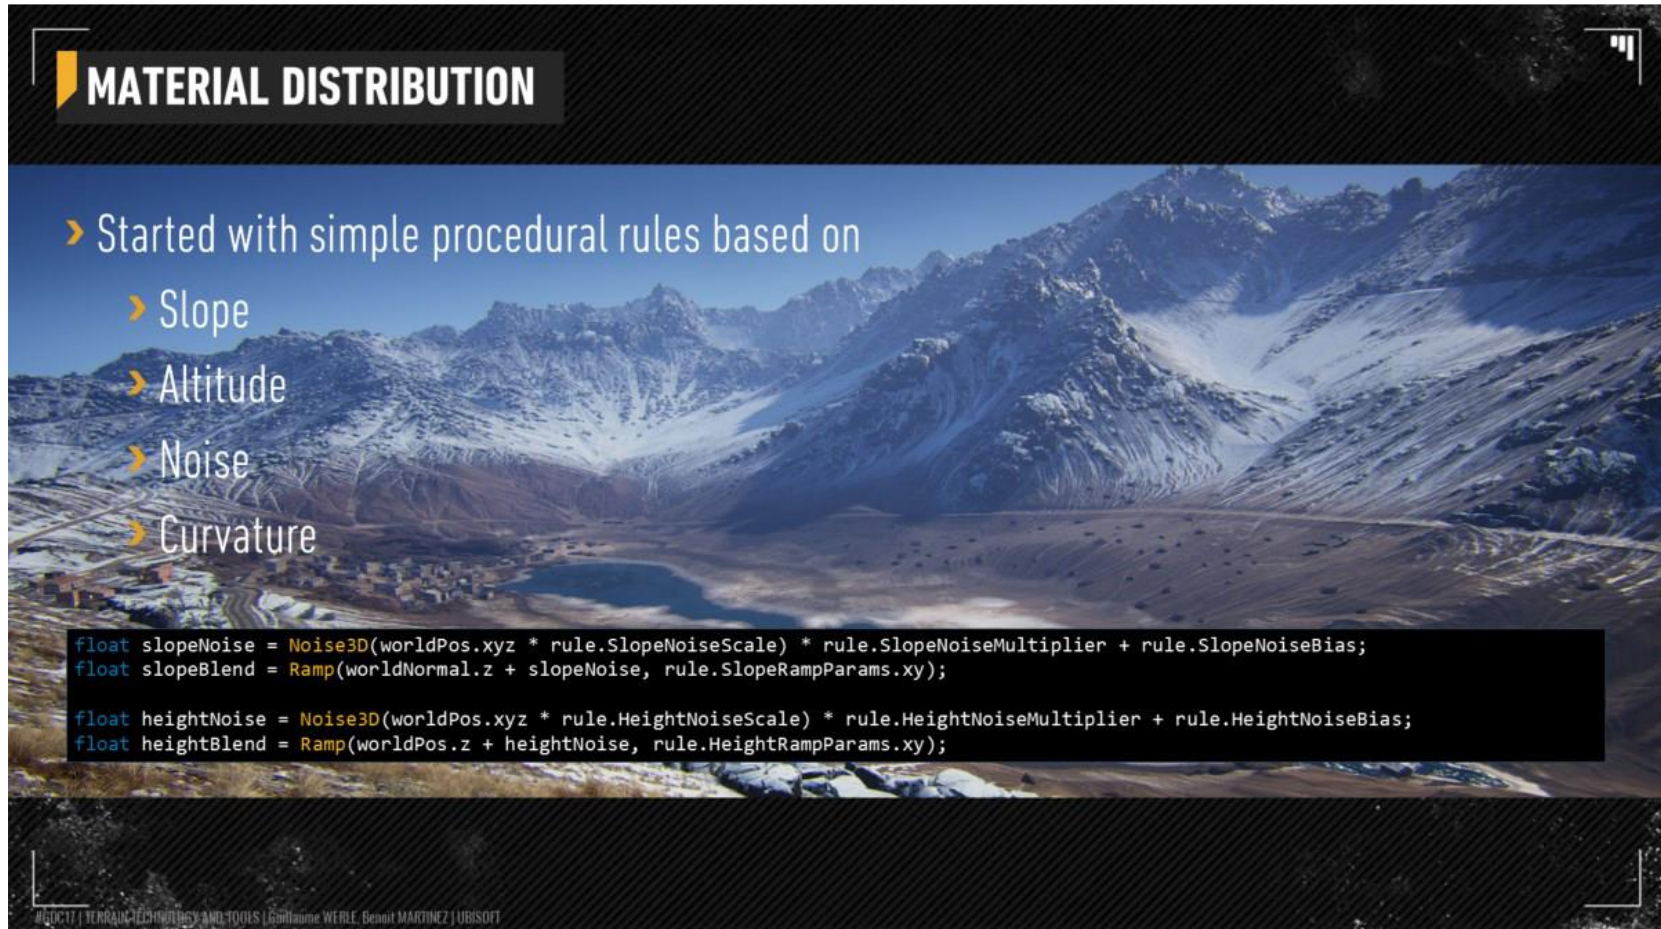 MATERIAL DISTRIBUTION
Started with simple procedural rules based on
Slope
Altitude
Noise
Curvature
float slopeNoise = Noise3D(worldPos.xyz * rule.SlopeNoiseScale) * rule.SlopeNoiseMultiplier + rule.SlopeNoiseBias;
float slopeBlend = Ramp(worldNormal.z + slopeNoise, rule.SlopeRampParams.xy);
float heightNoise = Noise3D(worldPos.xyz * rule.HeightNoiseScale) * rule.HeightNoiseMultiplier + rule.HeightNoiseBias;
float heightBlend = Ramp(worldPos.z + heightNoise, rule.HeightRampParams.xy);
#GDC17 | TERRAIN TECHNOLOGY AND TOOLS | Guillaume WERLE, Benoit MARTINEZ | UBISOFT